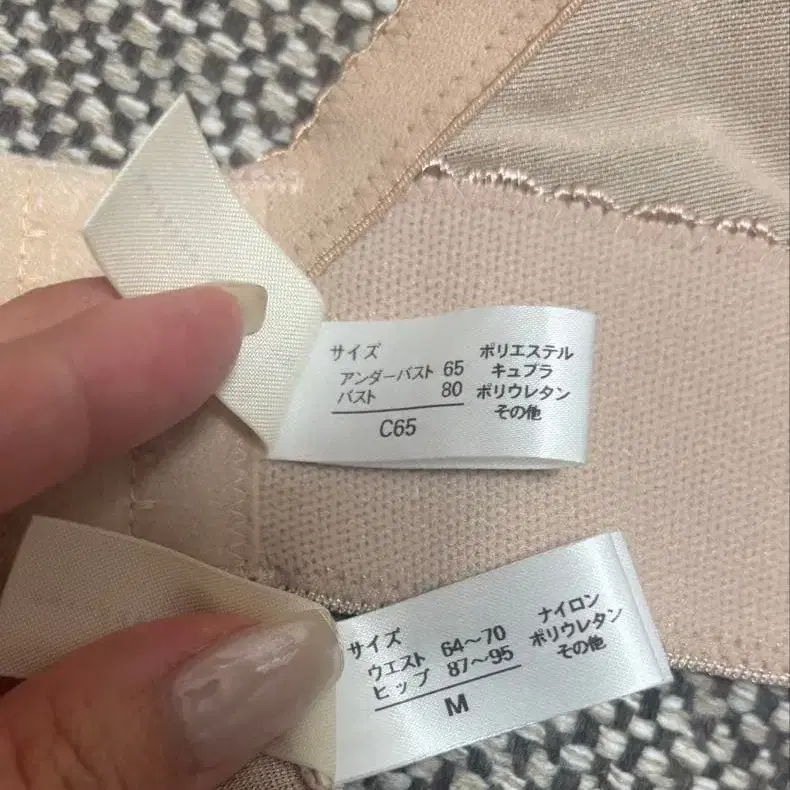 サイズ
アンダーバスト 65
バスト 80
C65
ポリエステル
キュプラ
ポリウレタン
その他
サイズ
ウエスト 64～70
ヒップ 87～95
M
ナイロン
ポリウレタン
その他